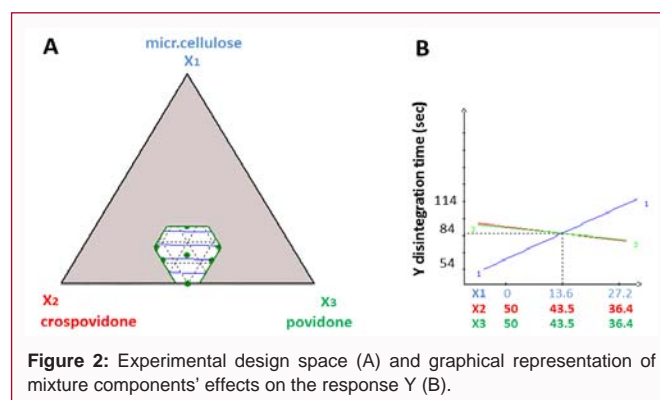 A
micr.cellulose
X1
X2
crospovidone
X3
povidone
B
Y disintegration time (sec)
114
84
54
1
1
2
X1 0 13.6 27.2
X2 50 43.5 36.4
X3 50 43.5 36.4
Figure 2: Experimental design space (A) and graphical representation of
mixture components' effects on the response Y (B).